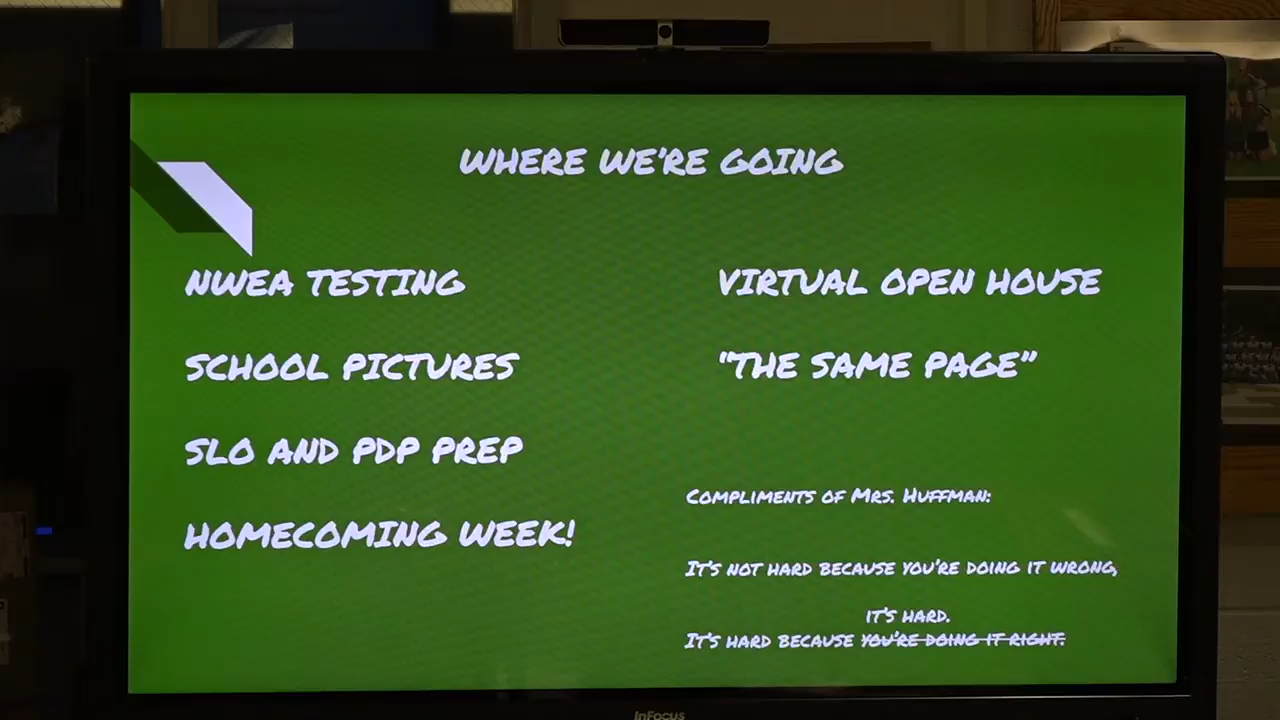 WHERE WE'RE GOING
NWEA TESTING
SCHOOL PICTURES
SLO AND PDP PREP
HOMECOMING WEEK!
VIRTUAL OPEN HOUSE
"THE SAME PAGE"
COMPLIMENTS OF MRS. HUFFMAN:
IT'S NOT HARD BECAUSE YOU'RE DOING IT WRONG,
IT'S HARD.
IT'S HARD BECAUSE YOU'RE DOING IT RIGHT.
InFocus